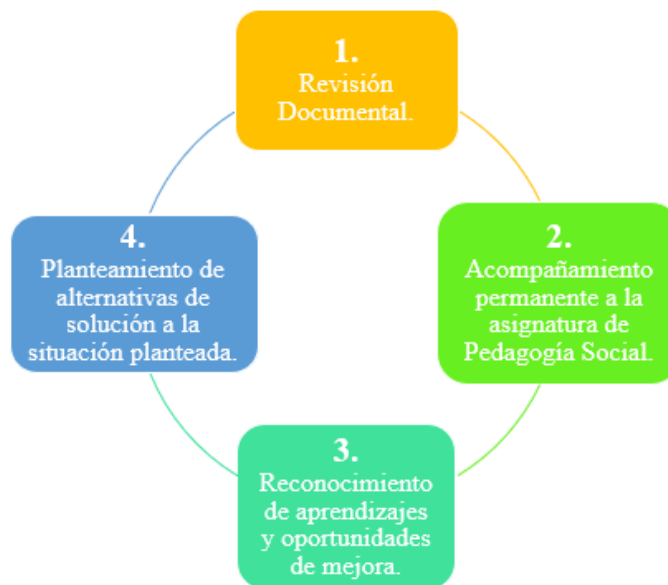 1.
Revisión
Documental.
2.
Acompañamiento
permanente a la
asignatura de
Pedagogía Social.
3.
Reconocimiento
de aprendizajes
y oportunidades
de mejora.
4.
Planteamiento de
alternativas de
solución a la
situación planteada.